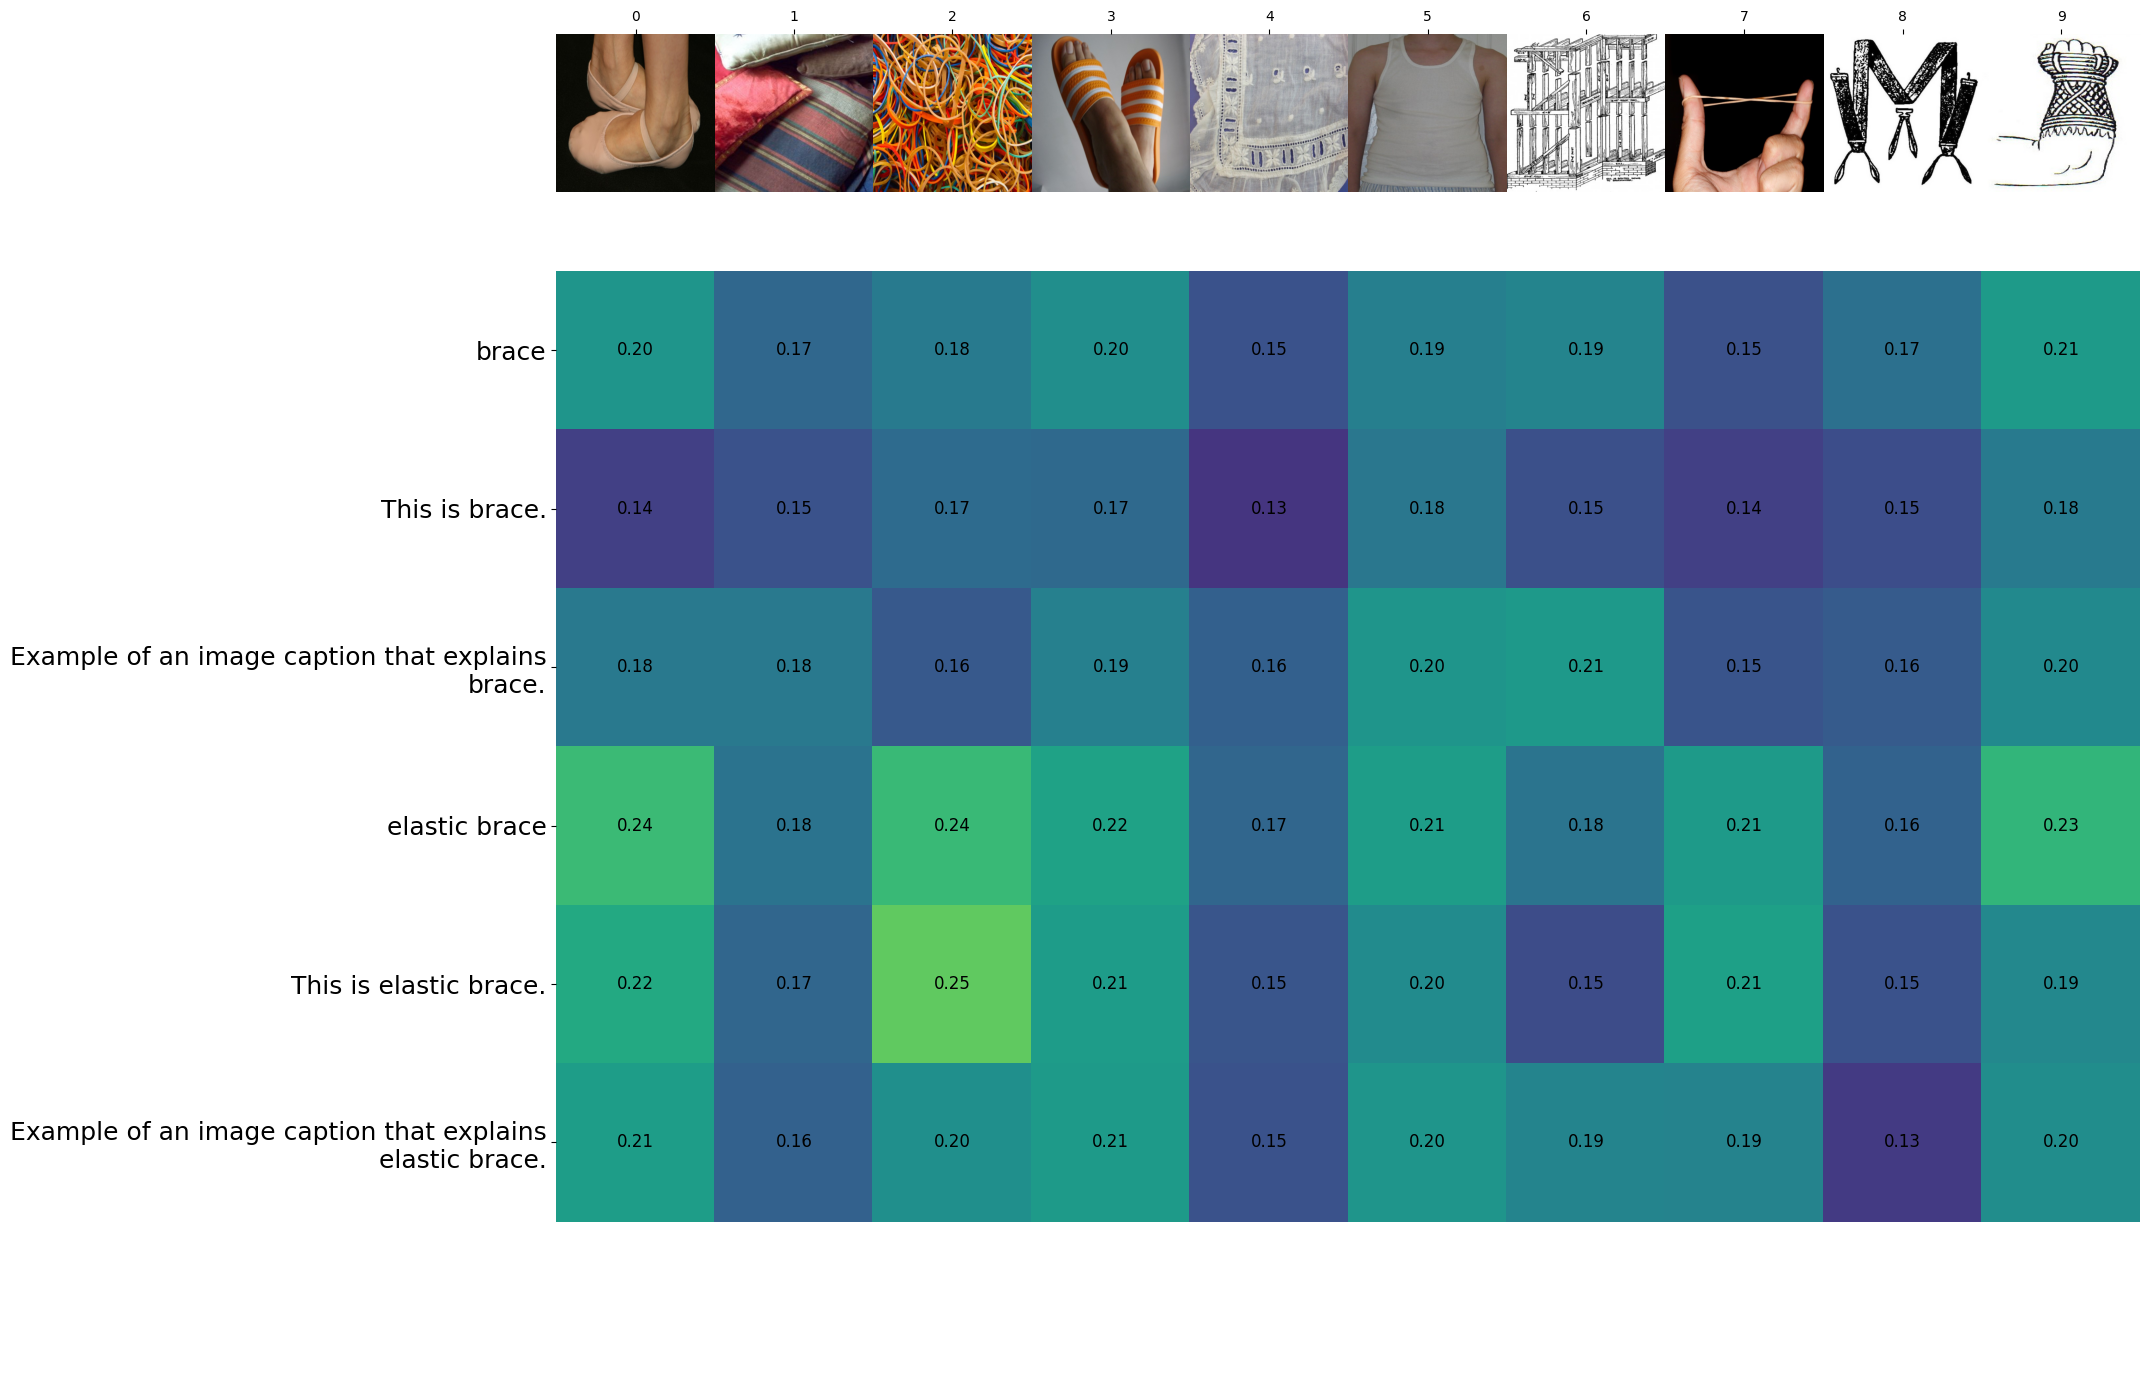 0 1 2 3 4 5 6 7 8 9
brace 0.20 0.17 0.18 0.20 0.15 0.19 0.19 0.15 0.17 0.21
This is brace. 0.14 0.15 0.17 0.17 0.13 0.18 0.15 0.14 0.15 0.18
Example of an image caption that explains
brace. 0.18 0.18 0.16 0.19 0.16 0.20 0.21 0.15 0.16 0.20
elastic brace 0.24 0.18 0.24 0.22 0.17 0.21 0.18 0.21 0.16 0.23
This is elastic brace. 0.22 0.17 0.25 0.21 0.15 0.20 0.15 0.21 0.15 0.19
Example of an image caption that explains
elastic brace. 0.21 0.16 0.20 0.21 0.15 0.20 0.19 0.19 0.13 0.20